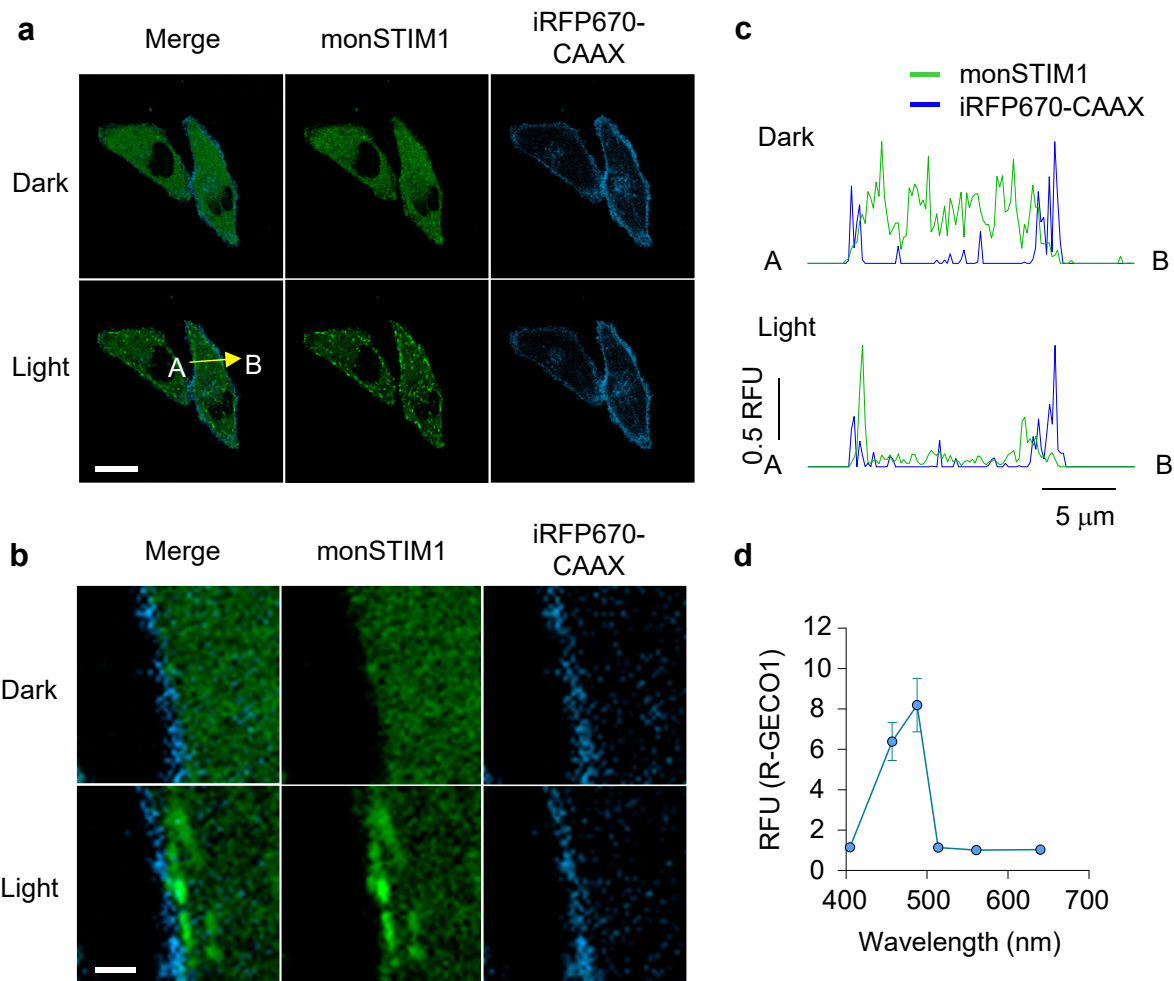 a
Merge
monSTIM1
iRFP670-
CAAX
Dark
Light
A
B
b
Merge
monSTIM1
iRFP670-
CAAX
Dark
Light
c
monSTIM1
iRFP670-CAAX
Dark
A
B
Light
0.5 RFU
A
B
5 μm
d
RFU (R-GECO1)
12
10
8
6
4
2
0
400
500
600
700
Wavelength (nm)